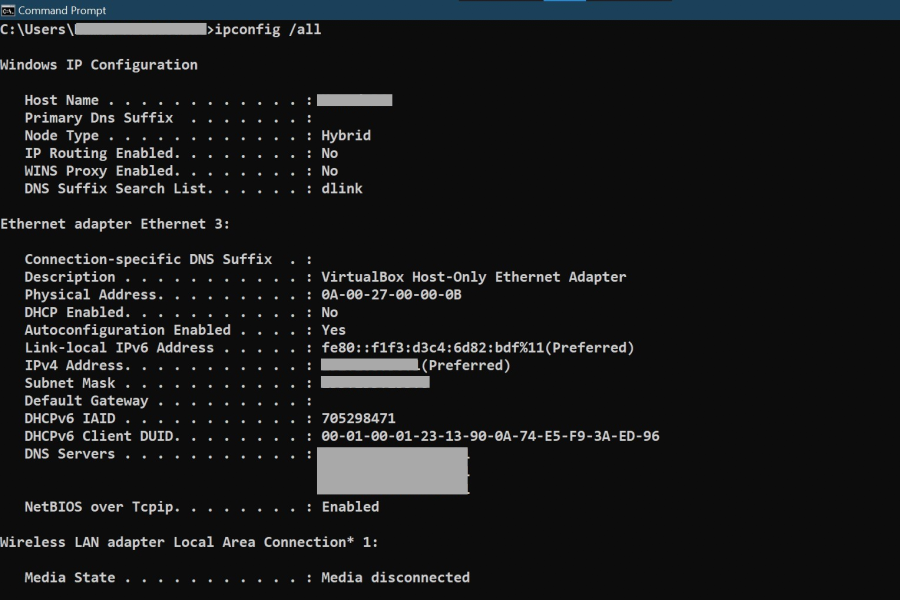 Command Prompt
C:\Users\>ipconfig /all
Windows IP Configuration
Host Name . . . . . . . . . . . . :
Primary Dns Suffix . . . . . . . :
Node Type . . . . . . . . . . . . : Hybrid
IP Routing Enabled. . . . . . . . : No
WINS Proxy Enabled. . . . . . . . : No
DNS Suffix Search List. . . . . . : dlink
Ethernet adapter Ethernet 3:
Connection-specific DNS Suffix . :
Description . . . . . . . . . . . : VirtualBox Host-Only Ethernet Adapter
Physical Address. . . . . . . . . : 0A-00-27-00-00-0B
DHCP Enabled. . . . . . . . . . . : No
Autoconfiguration Enabled . . . . : Yes
Link-local IPv6 Address . . . . . : fe80::f1f3:d3c4:6d82:bdf%11(Preferred)
IPv4 Address. . . . . . . . . . . : (Preferred)
Subnet Mask . . . . . . . . . . . :
Default Gateway . . . . . . . . . :
DHCPv6 IAID . . . . . . . . . . . : 705298471
DHCPv6 Client DUID. . . . . . . . : 00-01-00-01-23-13-90-0A-74-E5-F9-3A-ED-96
DNS Servers . . . . . . . . . . . :
NetBIOS over Tcpip. . . . . . . . : Enabled
Wireless LAN adapter Local Area Connection* 1:
Media State . . . . . . . . . . . : Media disconnected